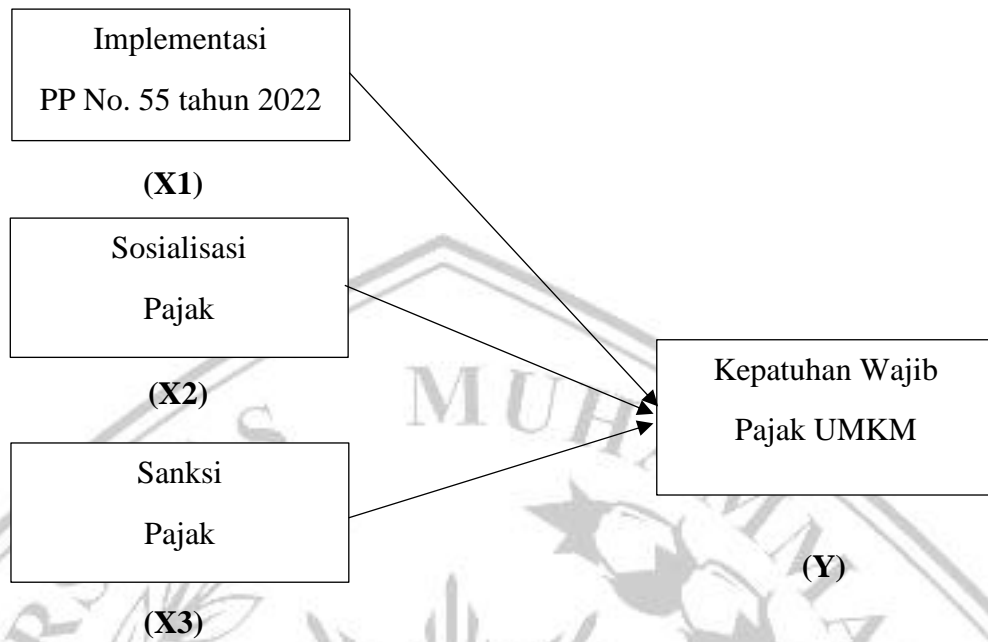 Implementasi
PP No. 55 tahun 2022
(X1)
Sosialisasi
Pajak
(X2)
Sanksi
Pajak
(X3)
Kepatuhan Wajib
Pajak UMKM
(Y)